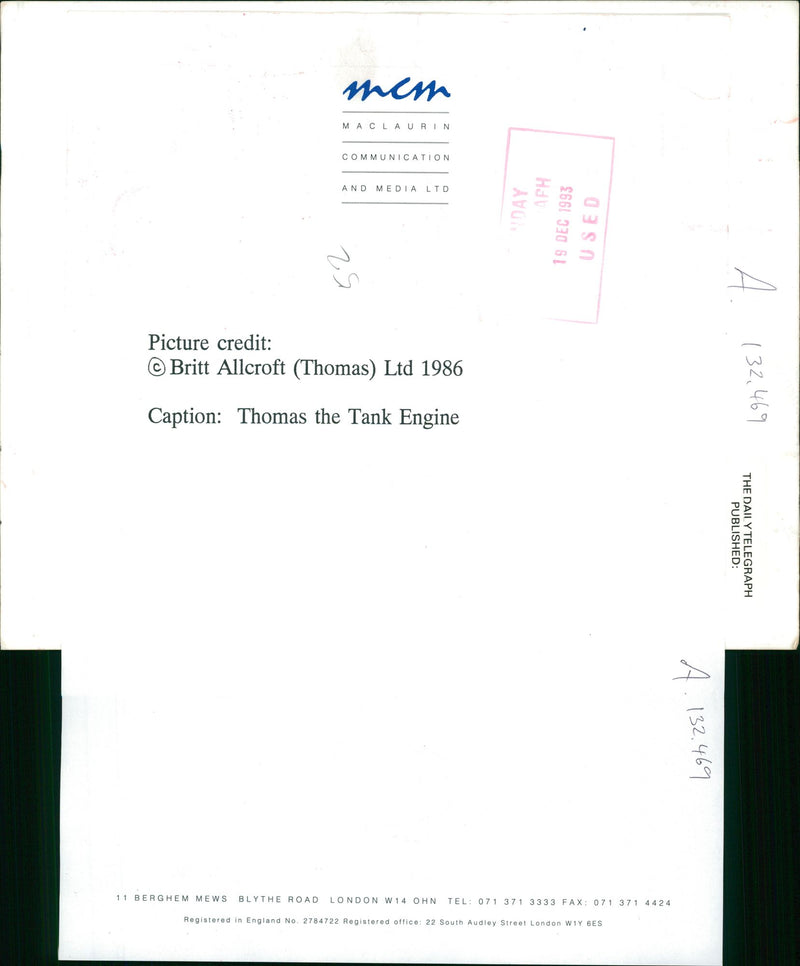 mcm
MACLAURIN
COMMUNICATION
AND MEDIA LTD
19 DEC 1993
USED
29
Picture credit:
© Britt Allcroft (Thomas) Ltd 1986
Caption: Thomas the Tank Engine
A. 132,469
THE DAILY TELEGRAPH
PUBLISHED:
A. 132.469
11 BERGHEM MEWS BLYTHE ROAD LONDON W14 OHN TEL: 071 371 3333 FAX: 071 371 4424
Registered in England No. 2784722 Registered office: 22 South Audley Street London W1Y 6ES